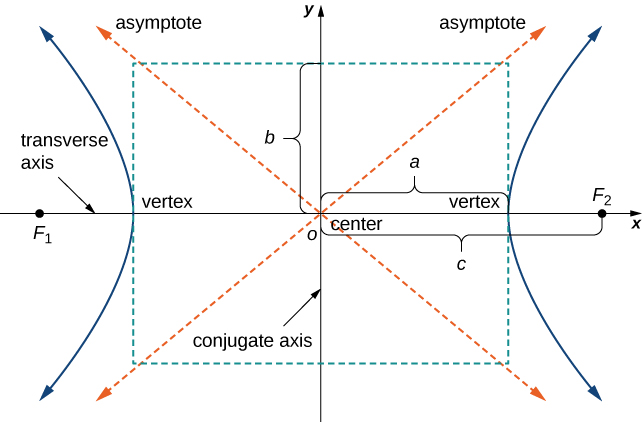 y
asymptote
asymptote
b
transverse
axis
a
vertex
vertex
F2
F1
o
center
x
c
conjugate axis